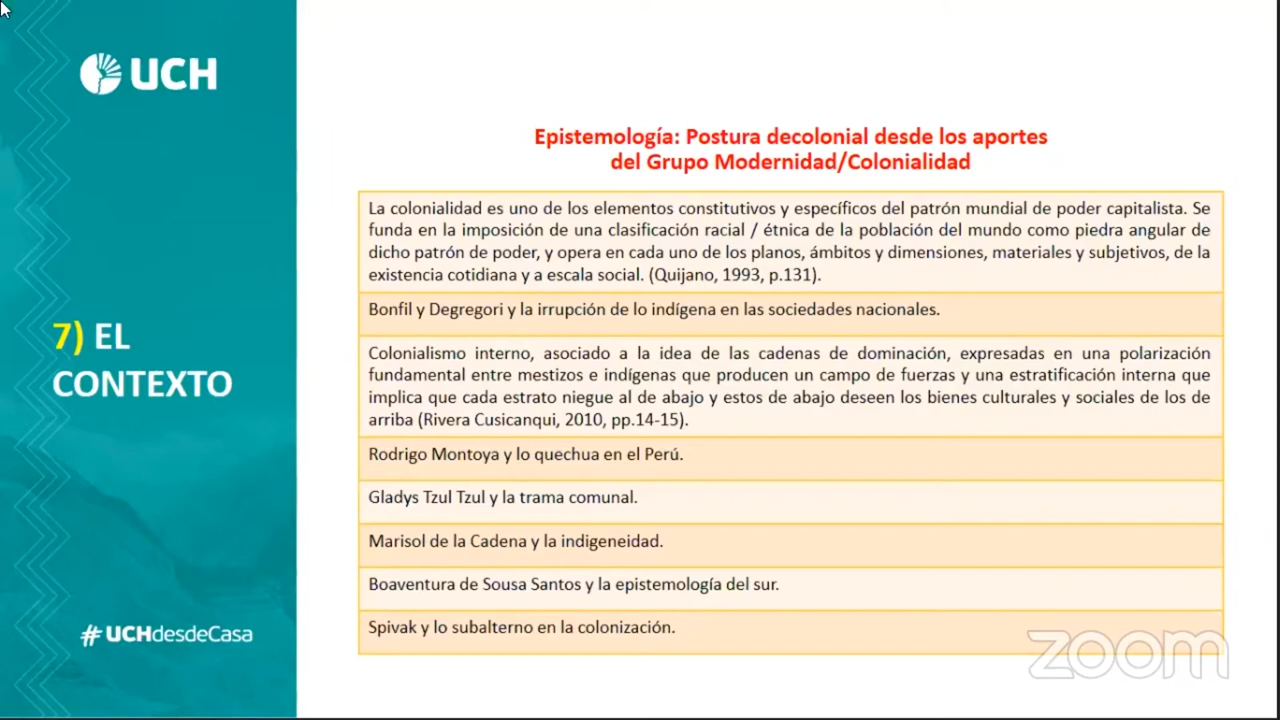 UCH
7) EL
CONTEXTO
#UCHdesdeCasa
Epistemología: Postura decolonial desde los aportes
del Grupo Modernidad/Colonialidad
La colonialidad es uno de los elementos constitutivos y específicos del patrón mundial de poder capitalista. Se
funda en la imposición de una clasificación racial / étnica de la población del mundo como piedra angular de
dicho patrón de poder, y opera en cada uno de los planos, ámbitos y dimensiones, materiales y subjetivos, de la
existencia cotidiana y a escala social. (Quijano, 1993, p.131).
Bonfil y Degregori y la irrupción de lo indígena en las sociedades nacionales.
Colonialismo interno, asociado a la idea de las cadenas de dominación, expresadas en una polarización
fundamental entre mestizos e indígenas que producen un campo de fuerzas y una estratificación interna que
implica que cada estrato niegue al de abajo y estos de abajo deseen los bienes culturales y sociales de los de
arriba (Rivera Cusicanqui, 2010, pp.14-15).
Rodrigo Montoya y lo quechua en el Perú.
Gladys Tzul Tzul y la trama comunal.
Marisol de la Cadena y la indigeneidad.
Boaventura de Sousa Santos y la epistemología del sur.
Spivak y lo subalterno en la colonización.
zoom